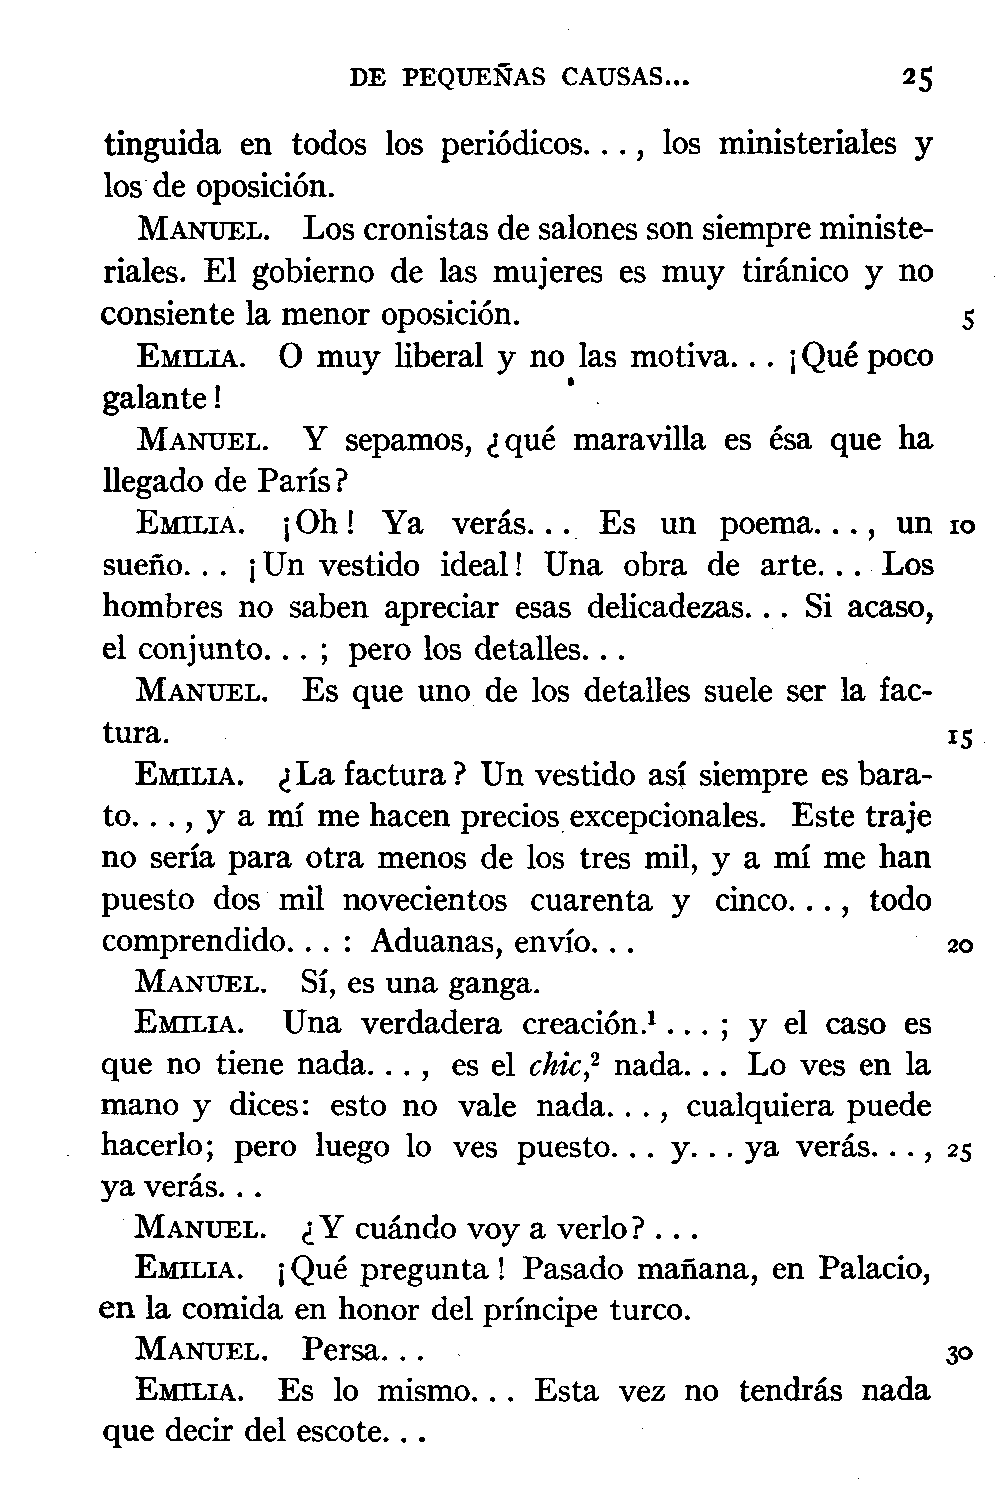 DE PEQUEÑAS CAUSAS... 25
tinguida en todos los periódicos. . . , los ministeriales y
los de oposición.
MANUEL. Los cronistas de salones son siempre ministe-
riales. El gobierno de las mujeres es muy tiránico y no
consiente la menor oposición. 5
EMILIA. O muy liberal y no las motiva. . . ¡Qué poco
galante!
MANUEL. Y sepamos, ¿qué maravilla es ésa que ha
llegado de París?
EMILIA. ¡Oh! Ya verás. . . Es un poema. . . , un 10
sueño. . . ¡Un vestido ideal! Una obra de arte. . . Los
hombres no saben apreciar esas delicadezas. . . Si acaso,
el conjunto. . . ; pero los detalles. . .
MANUEL. Es que uno de los detalles suele ser la fac-
tura. 15
EMILIA. ¿La factura? Un vestido así siempre es bara-
to. . . , y a mí me hacen precios excepcionales. Este traje
no sería para otra menos de los tres mil, y a mí me han
puesto dos mil novecientos cuarenta y cinco. . . , todo
comprendido. . . : Aduanas, envío. . . 20
MANUEL. Sí, es una ganga.
EMILIA. Una verdadera creación.¹ . . . ; y el caso es
que no tiene nada. . . , es el chic,² nada. . . Lo ves en la
mano y dices: esto no vale nada. . . , cualquiera puede
hacerlo; pero luego lo ves puesto. . . y. . . ya verás. . . , 25
ya verás. . .
MANUEL. ¿Y cuándo voy a verlo? . . .
EMILIA. ¡Qué pregunta! Pasado mañana, en Palacio,
en la comida en honor del príncipe turco.
MANUEL. Persa. . . 30
EMILIA. Es lo mismo. . . Esta vez no tendrás nada
que decir del escote. . .